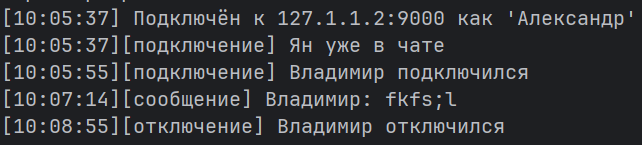 [10:05:37] Подключён к 127.1.1.2:9000 как 'Александр'
[10:05:37][подключение] Ян уже в чате
[10:05:55][подключение] Владимир подключился
[10:07:14][сообщение] Владимир: fkfs;l
[10:08:55][отключение] Владимир отключился